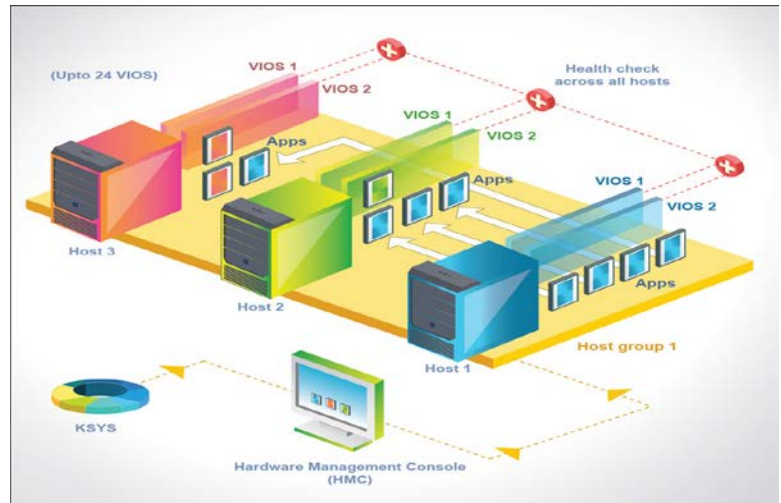 VIOS 1
(Upto 24 VIOS)
VIOS 2
Health check
across all hosts
VIOS 1
VIOS 2
Apps
Apps
VIOS 1
VIOS 2
Host 3
Apps
Host 2
Host group 1
Host 1
KSYS
Hardware Management Console
(HMC)